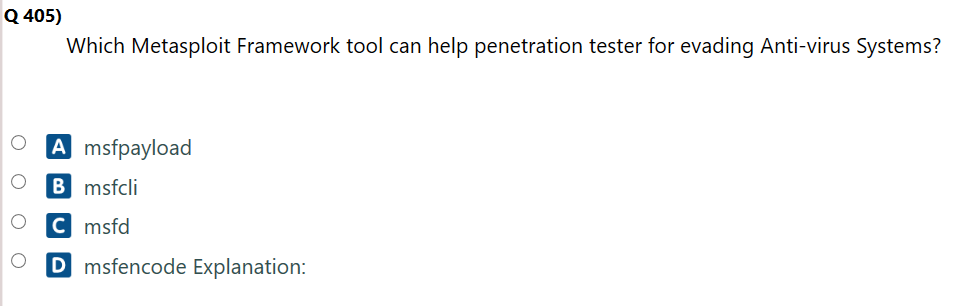 Q 405)
Which Metasploit Framework tool can help penetration tester for evading Anti-virus Systems?
A msfpayload
B msfcli
C msfd
D msfencode Explanation: